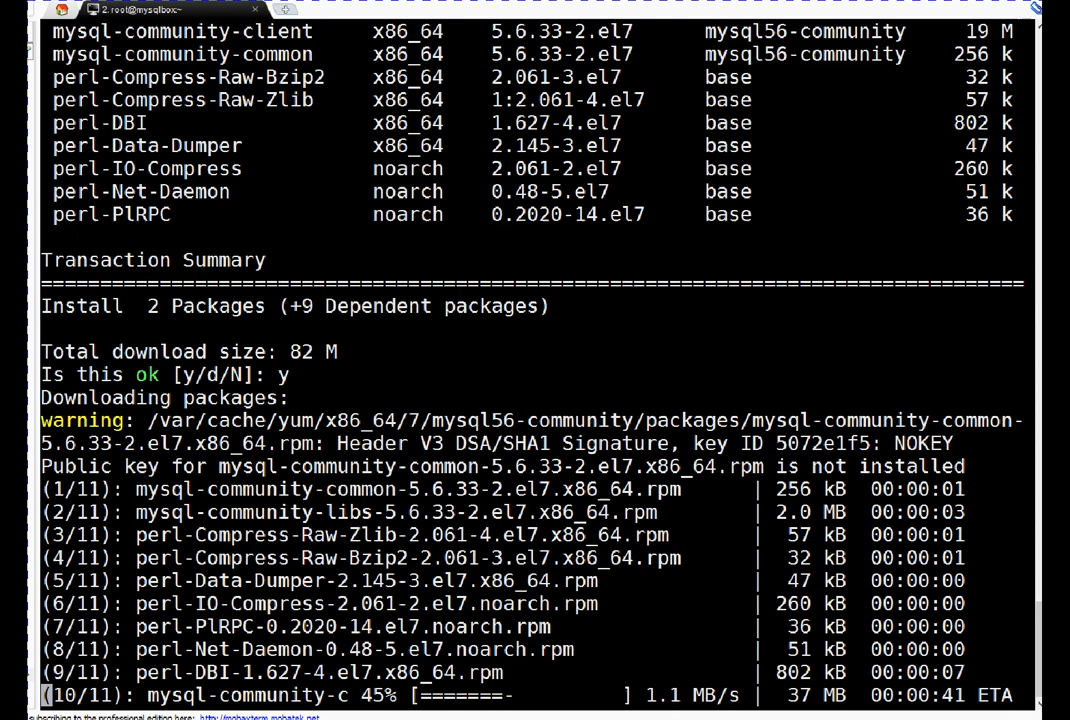 2. root@mysqlbox:~
mysql-community-client x86_64 5.6.33-2.el7 mysql56-community 19 M
mysql-community-common x86_64 5.6.33-2.el7 mysql56-community 256 k
perl-Compress-Raw-Bzip2 x86_64 2.061-3.el7 base 32 k
perl-Compress-Raw-Zlib x86_64 1:2.061-4.el7 base 57 k
perl-DBI x86_64 1.627-4.el7 base 802 k
perl-Data-Dumper x86_64 2.145-3.el7 base 47 k
perl-IO-Compress noarch 2.061-2.el7 base 260 k
perl-Net-Daemon noarch 0.48-5.el7 base 51 k
perl-PlRPC noarch 0.2020-14.el7 base 36 k
Transaction Summary
================================================================================
Install 2 Packages (+9 Dependent packages)
Total download size: 82 M
Is this ok [y/d/N]: y
Downloading packages:
warning: /var/cache/yum/x86_64/7/mysql56-community/packages/mysql-community-common-
5.6.33-2.el7.x86_64.rpm: Header V3 DSA/SHA1 Signature, key ID 5072e1f5: NOKEY
Public key for mysql-community-common-5.6.33-2.el7.x86_64.rpm is not installed
(1/11): mysql-community-common-5.6.33-2.el7.x86_64.rpm | 256 kB 00:00:01
(2/11): mysql-community-libs-5.6.33-2.el7.x86_64.rpm | 2.0 MB 00:00:03
(3/11): perl-Compress-Raw-Zlib-2.061-4.el7.x86_64.rpm | 57 kB 00:00:01
(4/11): perl-Compress-Raw-Bzip2-2.061-3.el7.x86_64.rpm | 32 kB 00:00:01
(5/11): perl-Data-Dumper-2.145-3.el7.x86_64.rpm | 47 kB 00:00:00
(6/11): perl-IO-Compress-2.061-2.el7.noarch.rpm | 260 kB 00:00:00
(7/11): perl-PlRPC-0.2020-14.el7.noarch.rpm | 36 kB 00:00:00
(8/11): perl-Net-Daemon-0.48-5.el7.noarch.rpm | 51 kB 00:00:00
(9/11): perl-DBI-1.627-4.el7.x86_64.rpm | 802 kB 00:00:07
(10/11): mysql-community-c 45% [=======- ] 1.1 MB/s | 37 MB 00:00:41 ETA
subscribing to the professional edition here: http://mobaxterm.mobatek.net